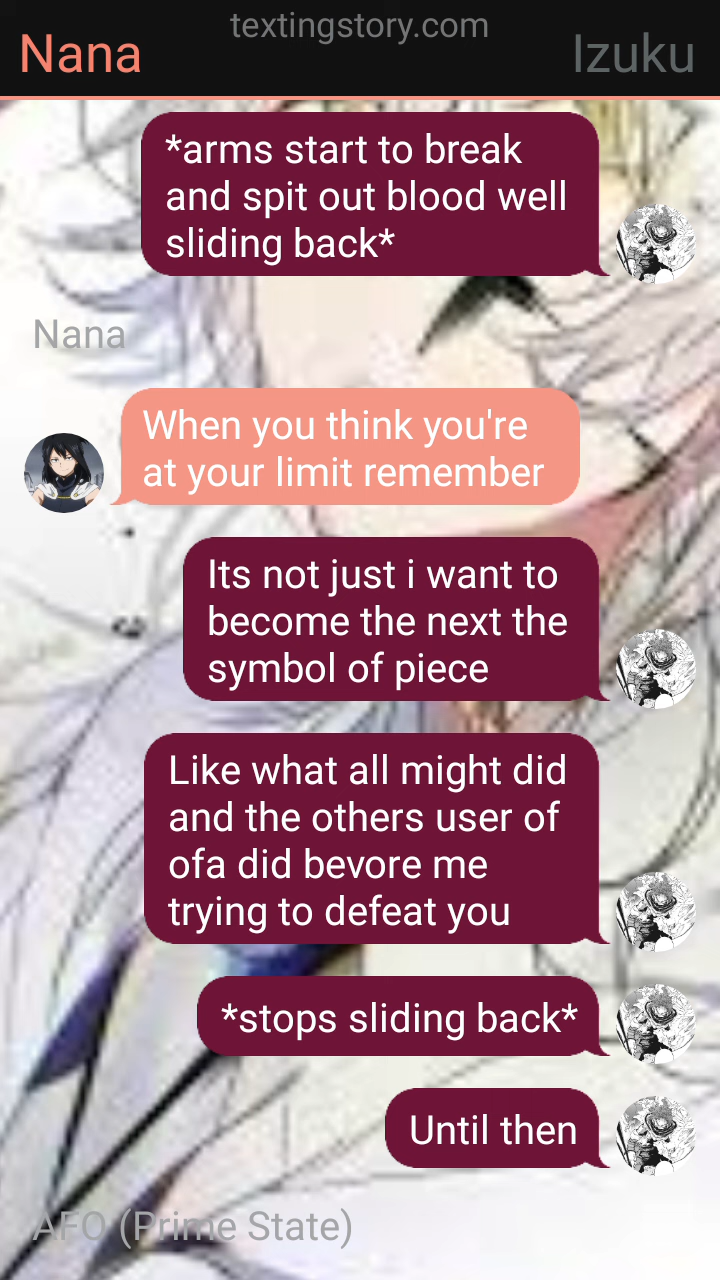 textingstory.com
Nana
Izuku
*arms start to break
and spit out blood well
sliding back*
Nana
When you think you're
at your limit remember
Its not just i want to
become the next the
symbol of piece
Like what all might did
and the others user of
ofa did bevore me
trying to defeat you
*stops sliding back*
Until then
AFO (Prime State)